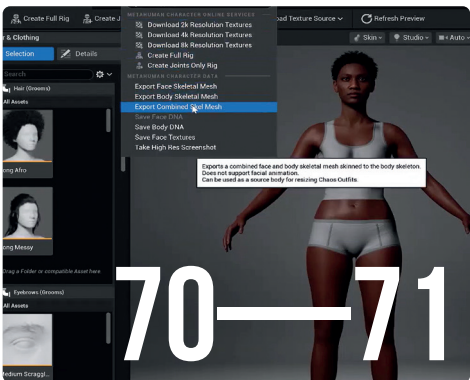 Create Full Rig
Create J
oad Texture Source
Refresh Preview
METAHUMAN CHARACTER ONLINE SERVICES
Download 2k Resolution Textures
Download 4k Resolution Textures
Download 8k Resolution Textures
Create Full Rig
Create Joints Only Rig
METAHUMAN CHARACTER DATA
Export Face Skeletal Mesh
Export Body Skeletal Mesh
Export Combined Skel Mesh
Save Face DNA
Save Body DNA
Save Face Textures
Take High Res Screenshot
r & Clothing
Selection
Details
Search
Hair (Grooms)
All Assets
ong Afro
ong Messy
Drag a Folder or compatible Asset here
Eyebrows (Grooms)
All Assets
Medium Scraggl...
Skin
Studio
Auto
Exports a combined face and body skeletal mesh skinned to the body skeleton.
Does not support facial animation.
Can be used as a source body for resizing Chaos Outfits.
70—71